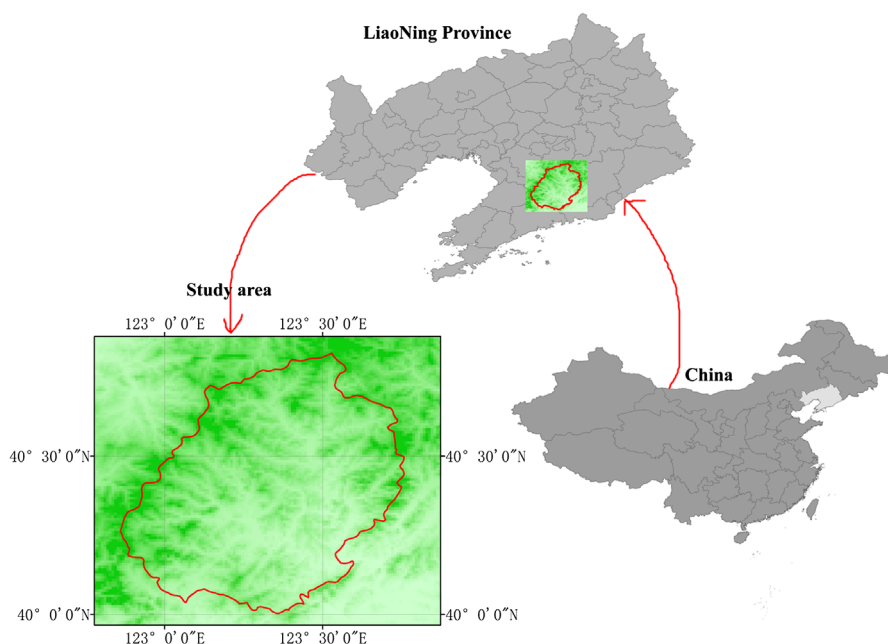 LiaoNing Province
Study area
123° 0′0″E 123° 30′0″E
China
40° 30′0″N 40° 30′0″N
40° 0′0″N 40° 0′0″N
123° 0′0″E 123° 30′0″E